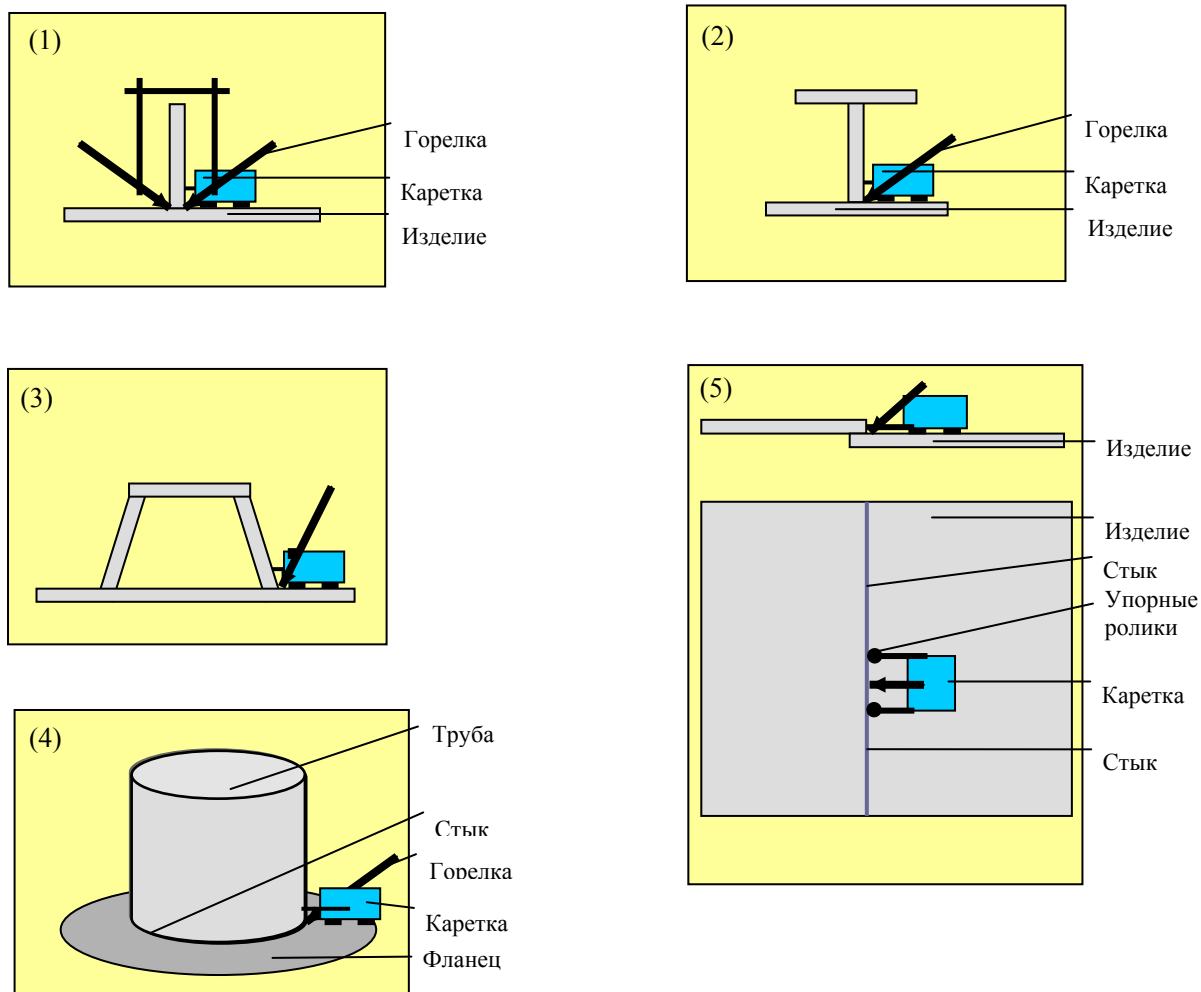 (1)
Горелка
Каретка
Изделие
(2)
Горелка
Каретка
Изделие
(3)
(5)
Изделие
Изделие
Стык
Упорные
ролики
Каретка
Стык
(4)
Труба
Стык
Горелка
Каретка
Фланец